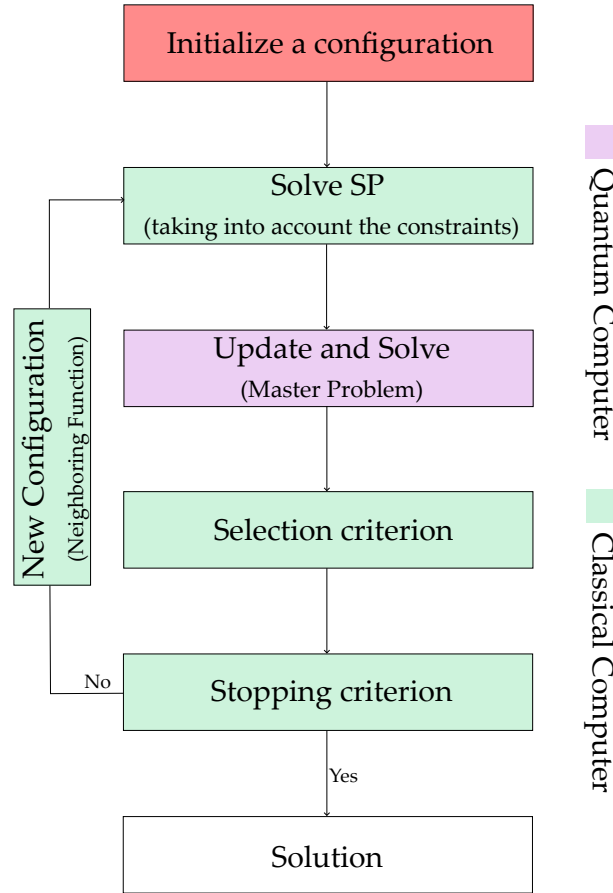 Initialize a configuration
Solve SP
(taking into account the constraints)
Update and Solve
(Master Problem)
Selection criterion
Stopping criterion
No
Yes
Solution
New Configuration
(Neighboring Function)
Quantum Computer
Classical Computer